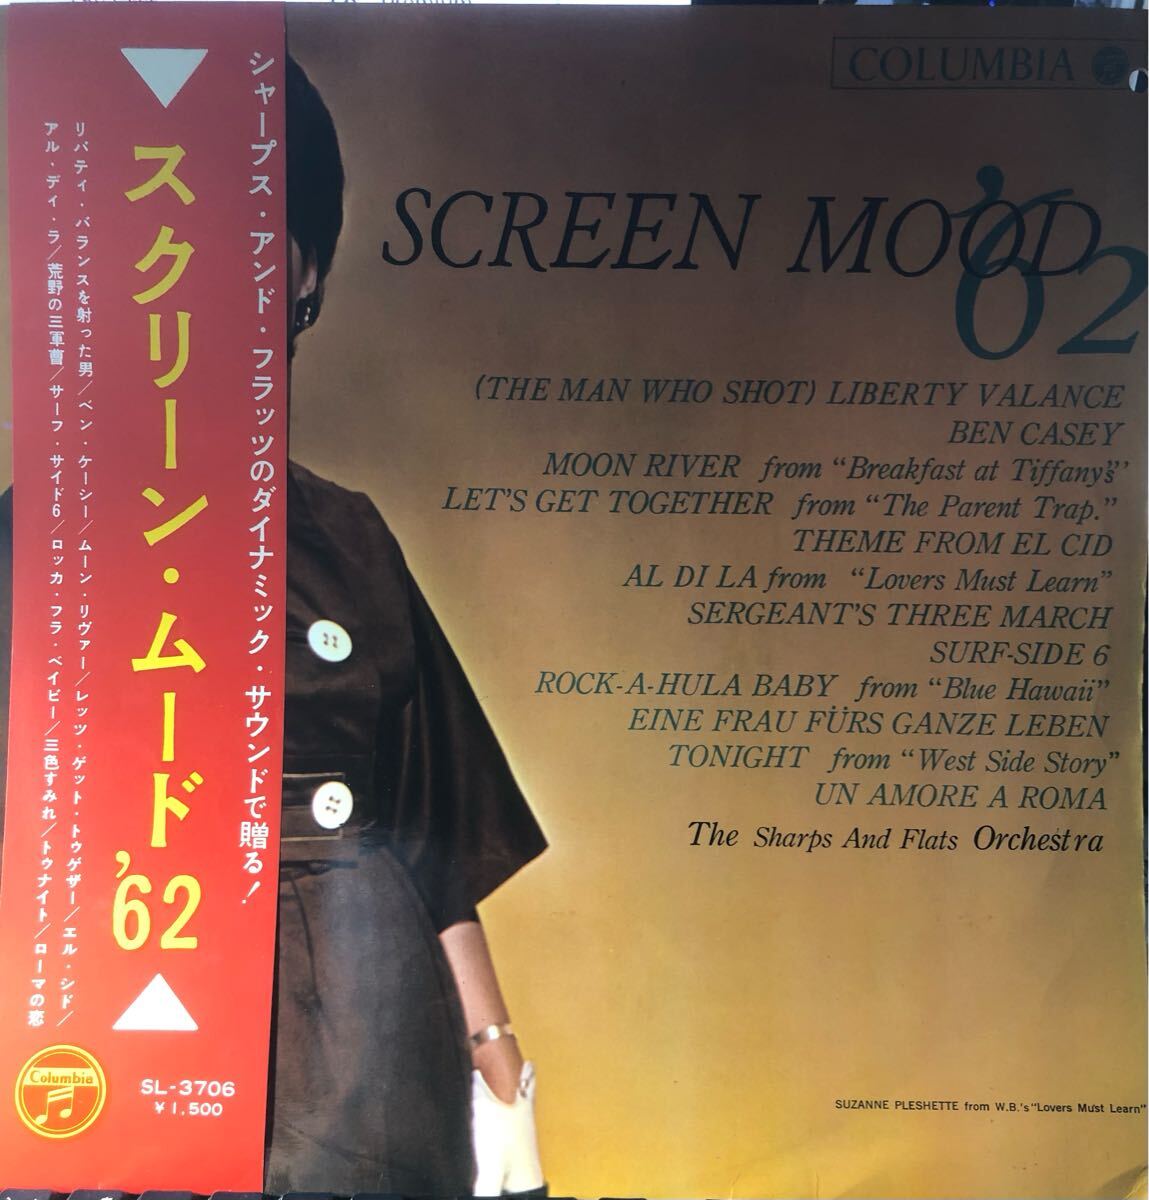 シャープス・アンド・フラッツのダイナミック・サウンドで贈る!
スクリーン・ムード'62
リバティ・バランスを射った男/ベン・ケーシー/ムーン・リヴァー/レッツ・ゲット・トゥゲザー/エル・シド/
アル・ディ・ラ/荒野の三軍曹/サーフ・サイド6/ロッカ・フラ・ベイビー/三色すみれ/トゥナイト/ローマの恋
Columbia
SL-3706
¥1,500
COLUMBIA
SCREEN MOOD
'62
(THE MAN WHO SHOT) LIBERTY VALANCE
BEN CASEY
MOON RIVER from "Breakfast at Tiffany's"
LET'S GET TOGETHER from "The Parent Trap."
THEME FROM EL CID
AL DI LA from "Lovers Must Learn"
SERGEANT'S THREE MARCH
SURF-SIDE 6
ROCK-A-HULA BABY from "Blue Hawaii"
EINE FRAU FÜRS GANZE LEBEN
TONIGHT from "West Side Story"
UN AMORE A ROMA
The Sharps And Flats Orchestra
SUZANNE PLESHETTE from W.B.'s "Lovers Must Learn"